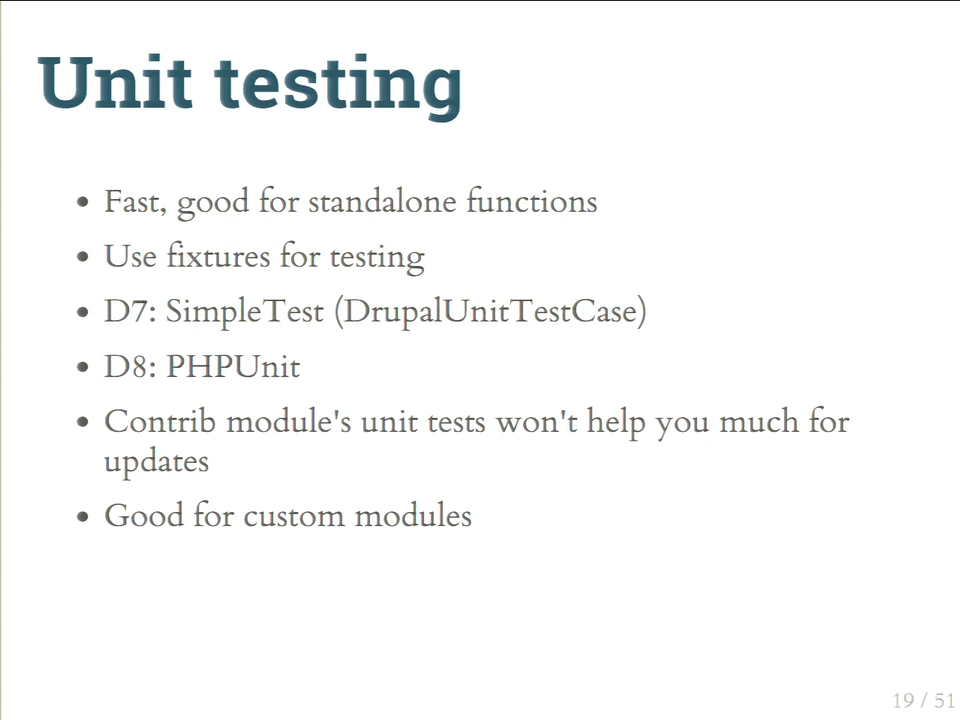 Unit testing
• Fast, good for standalone functions
• Use fixtures for testing
• D7: SimpleTest (DrupalUnitTestCase)
• D8: PHPUnit
• Contrib module's unit tests won't help you much for
updates
• Good for custom modules
19 / 51